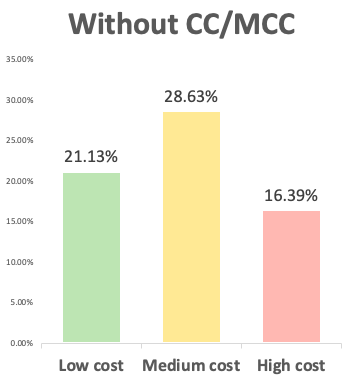 Without CC/MCC
35.00%
30.00%
25.00%
20.00%
15.00%
10.00%
5.00%
0.00%
21.13%
28.63%
16.39%
Low cost
Medium cost
High cost